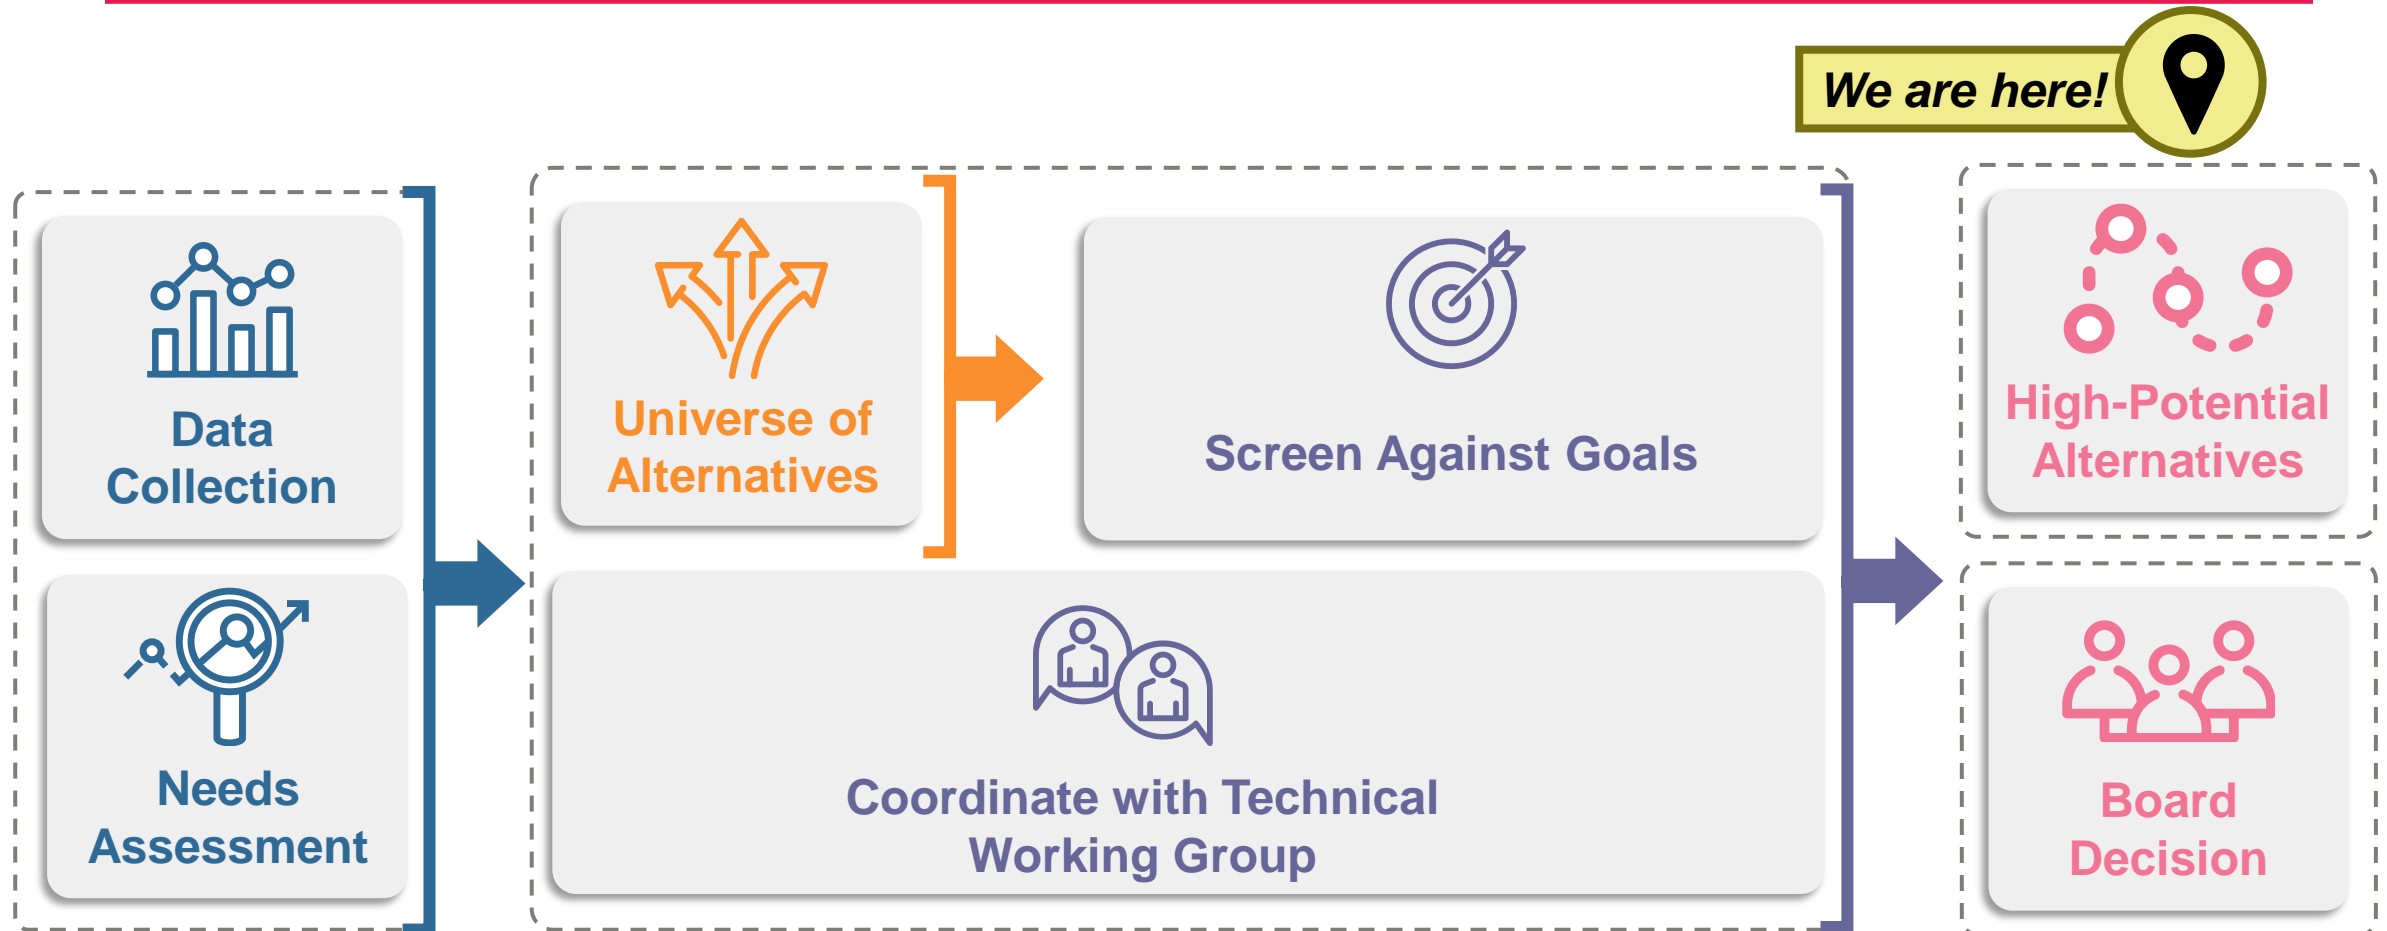 We are here!
Data
Collection
Needs
Assessment
Universe of
Alternatives
Screen Against Goals
Coordinate with Technical
Working Group
High-Potential
Alternatives
Board
Decision